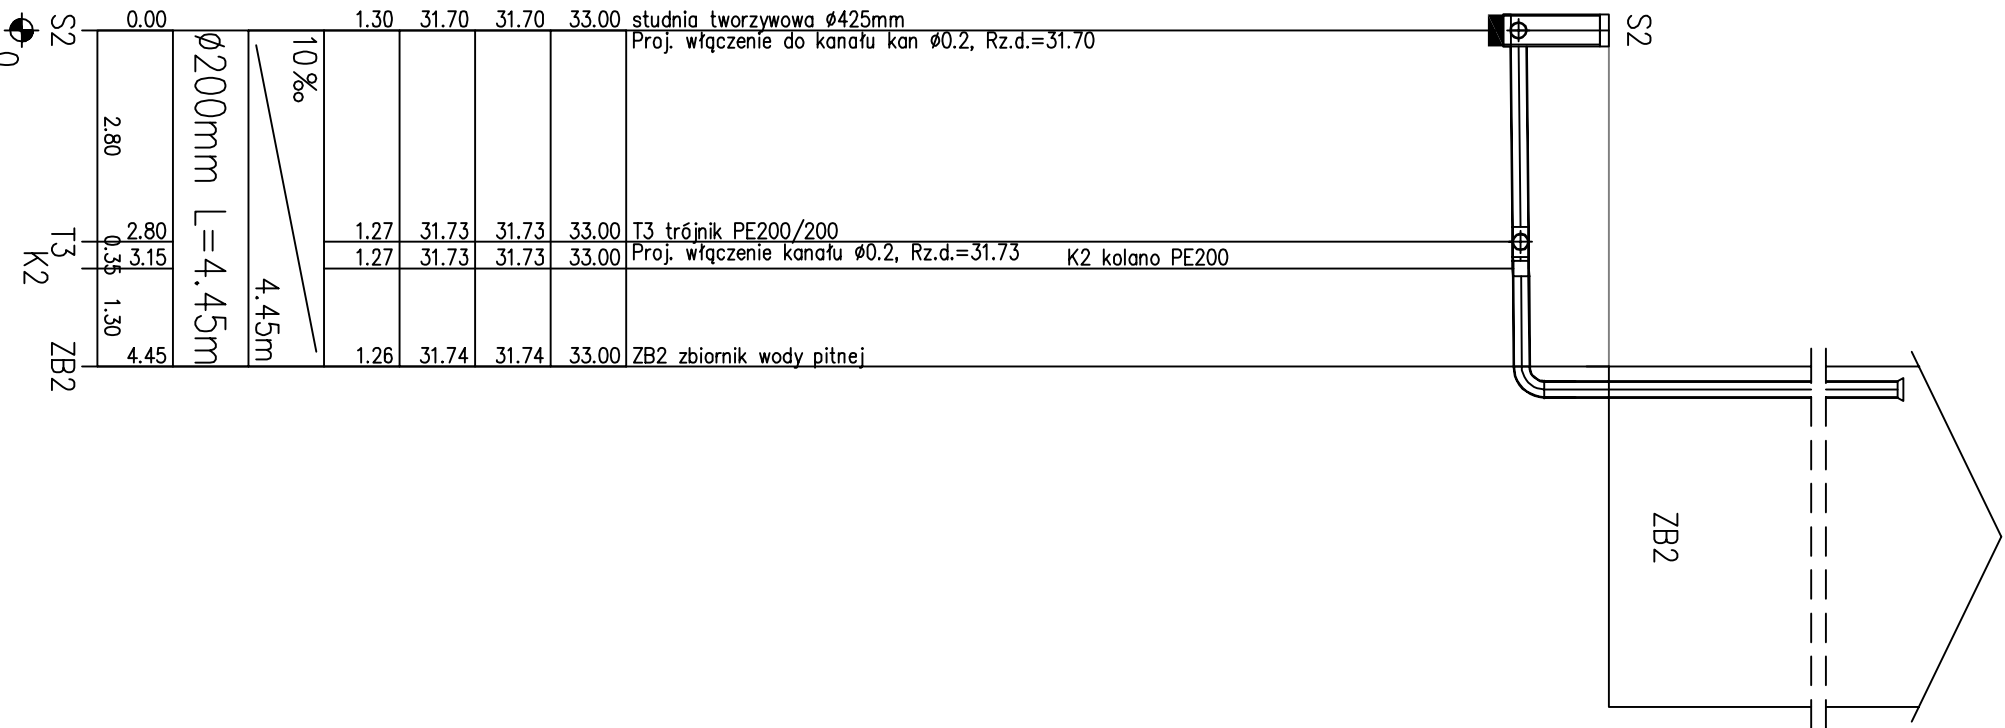 S2
0.00
1.30 31.70 31.70 33.00 studnia tworzywowa ø425mm
Proj. włączenie do kanału kan ø0.2, Rz.d.=31.70
S2
0
ø200mm L=4.45m
10‰
4.45m
2.80
T3
2.80
1.27 31.73 31.73 33.00 T3 trójnik PE200/200
0.35
K2
3.15
1.27 31.73 31.73 33.00 Proj. włączenie kanału ø0.2, Rz.d.=31.73
K2 kolano PE200
1.30
ZB2
4.45
1.26 31.74 31.74 33.00 ZB2 zbiornik wody pitnej
ZB2